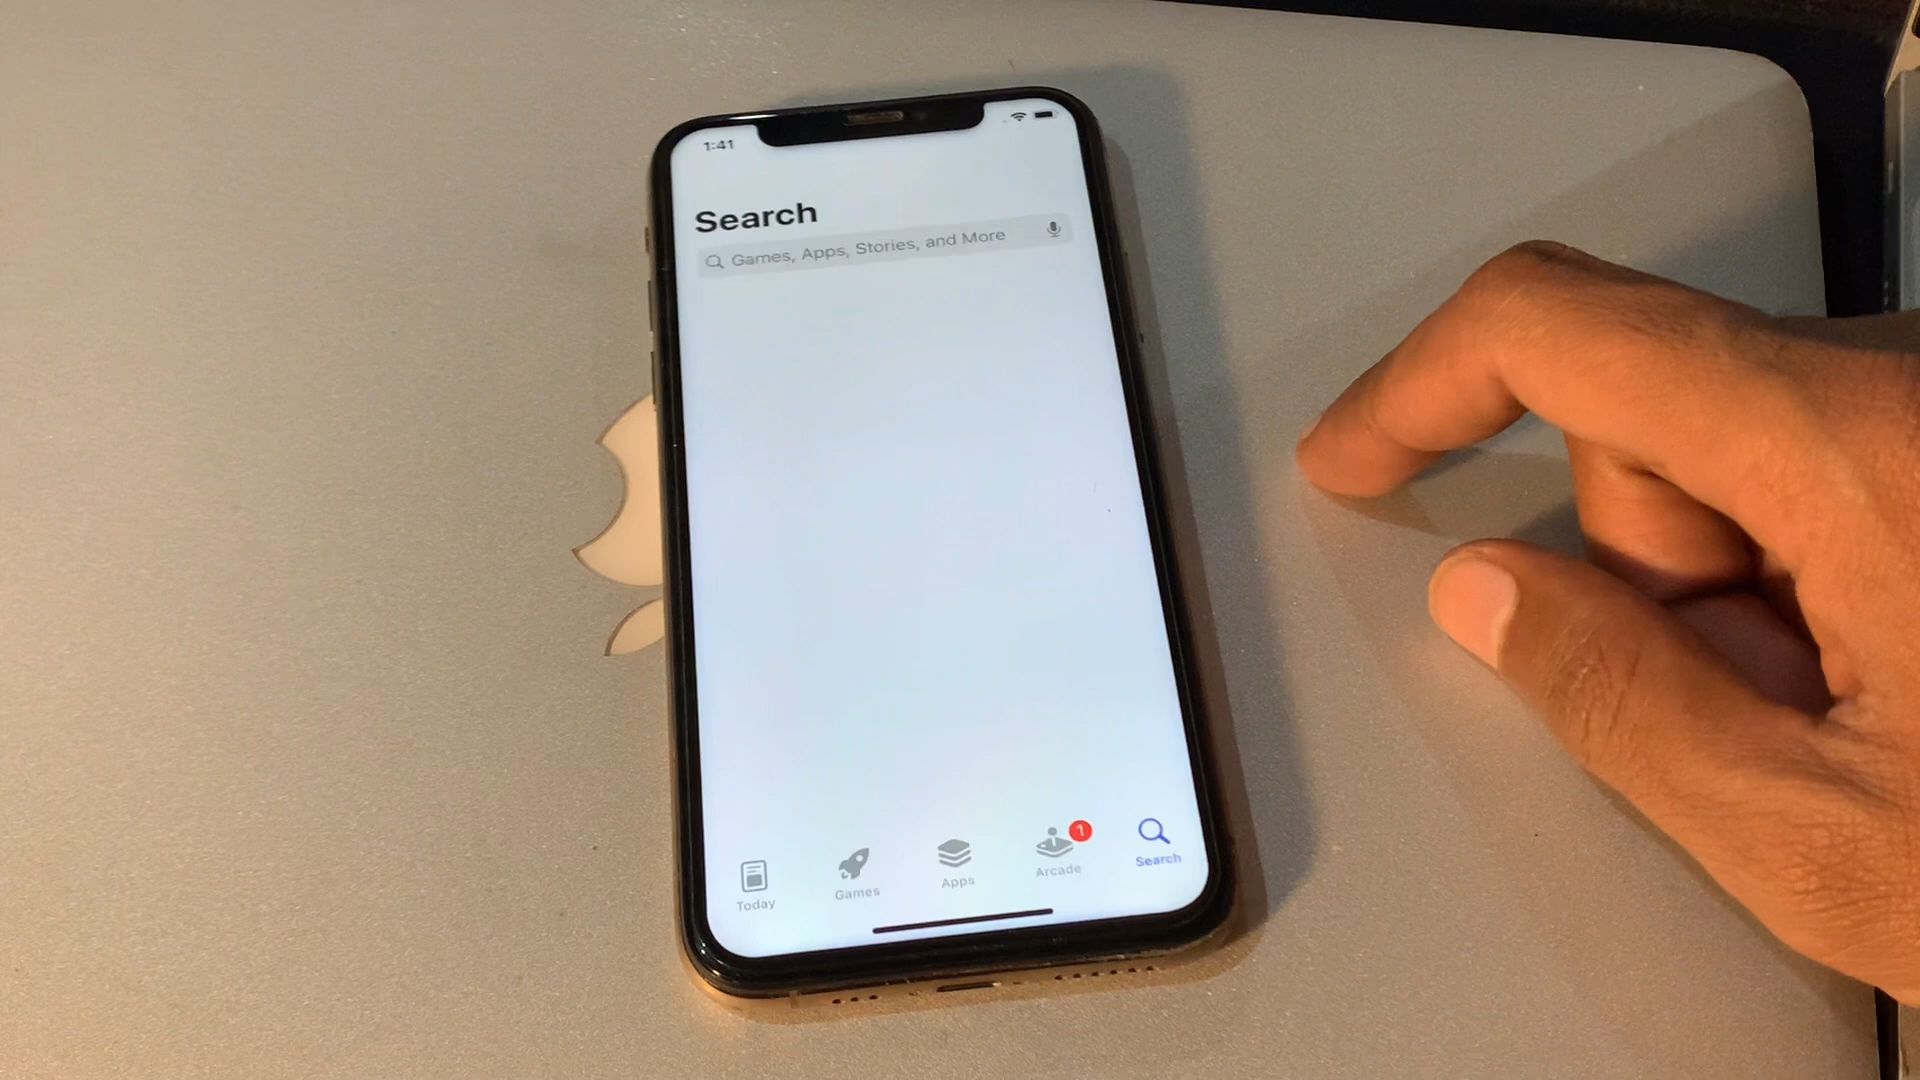 1:41
Search
Games, Apps, Stories, and More
Today
Games
Apps
Arcade
1
Search